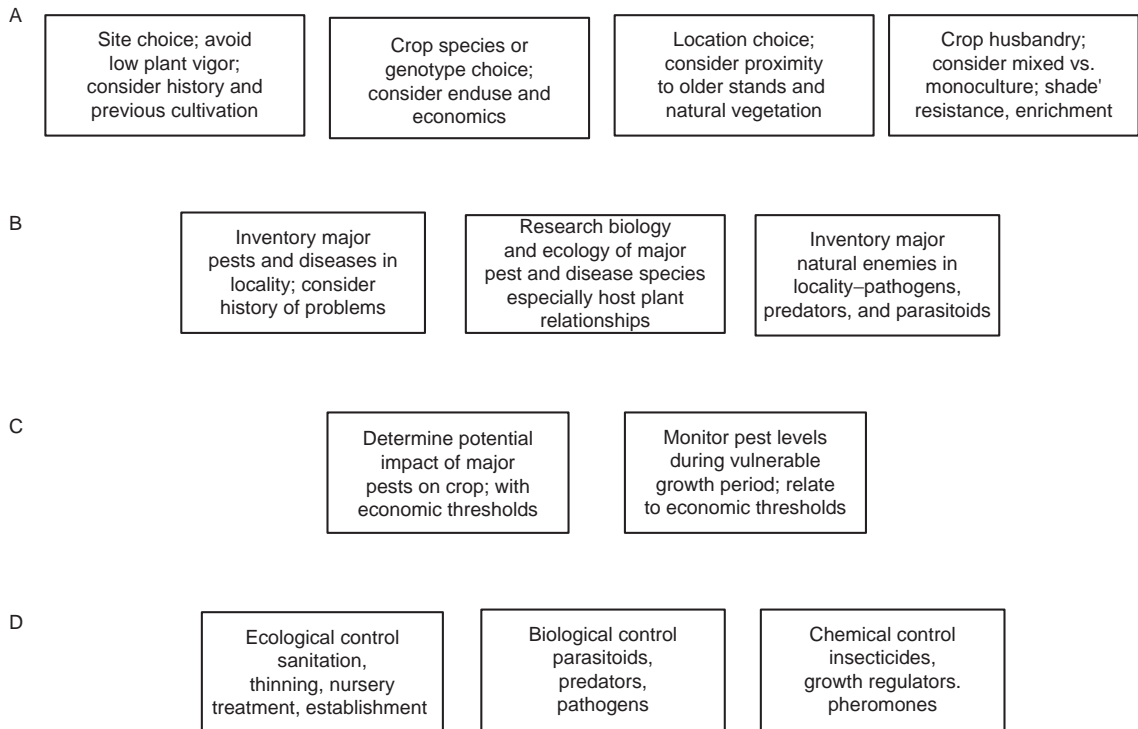 A
Site choice; avoid
low plant vigor;
consider history and
previous cultivation
Crop species or
genotype choice;
consider enduse and
economics
Location choice;
consider proximity
to older stands and
natural vegetation
Crop husbandry;
consider mixed vs.
monoculture; shade'
resistance, enrichment
B
Inventory major
pests and diseases in
locality; consider
history of problems
Research biology
and ecology of major
pest and disease species
especially host plant
relationships
Inventory major
natural enemies in
locality–pathogens,
predators, and parasitoids
C
Determine potential
impact of major
pests on crop; with
economic thresholds
Monitor pest levels
during vulnerable
growth period; relate
to economic thresholds
D
Ecological control
sanitation,
thinning, nursery
treatment, establishment
Biological control
parasitoids,
predators,
pathogens
Chemical control
insecticides,
growth regulators.
pheromones